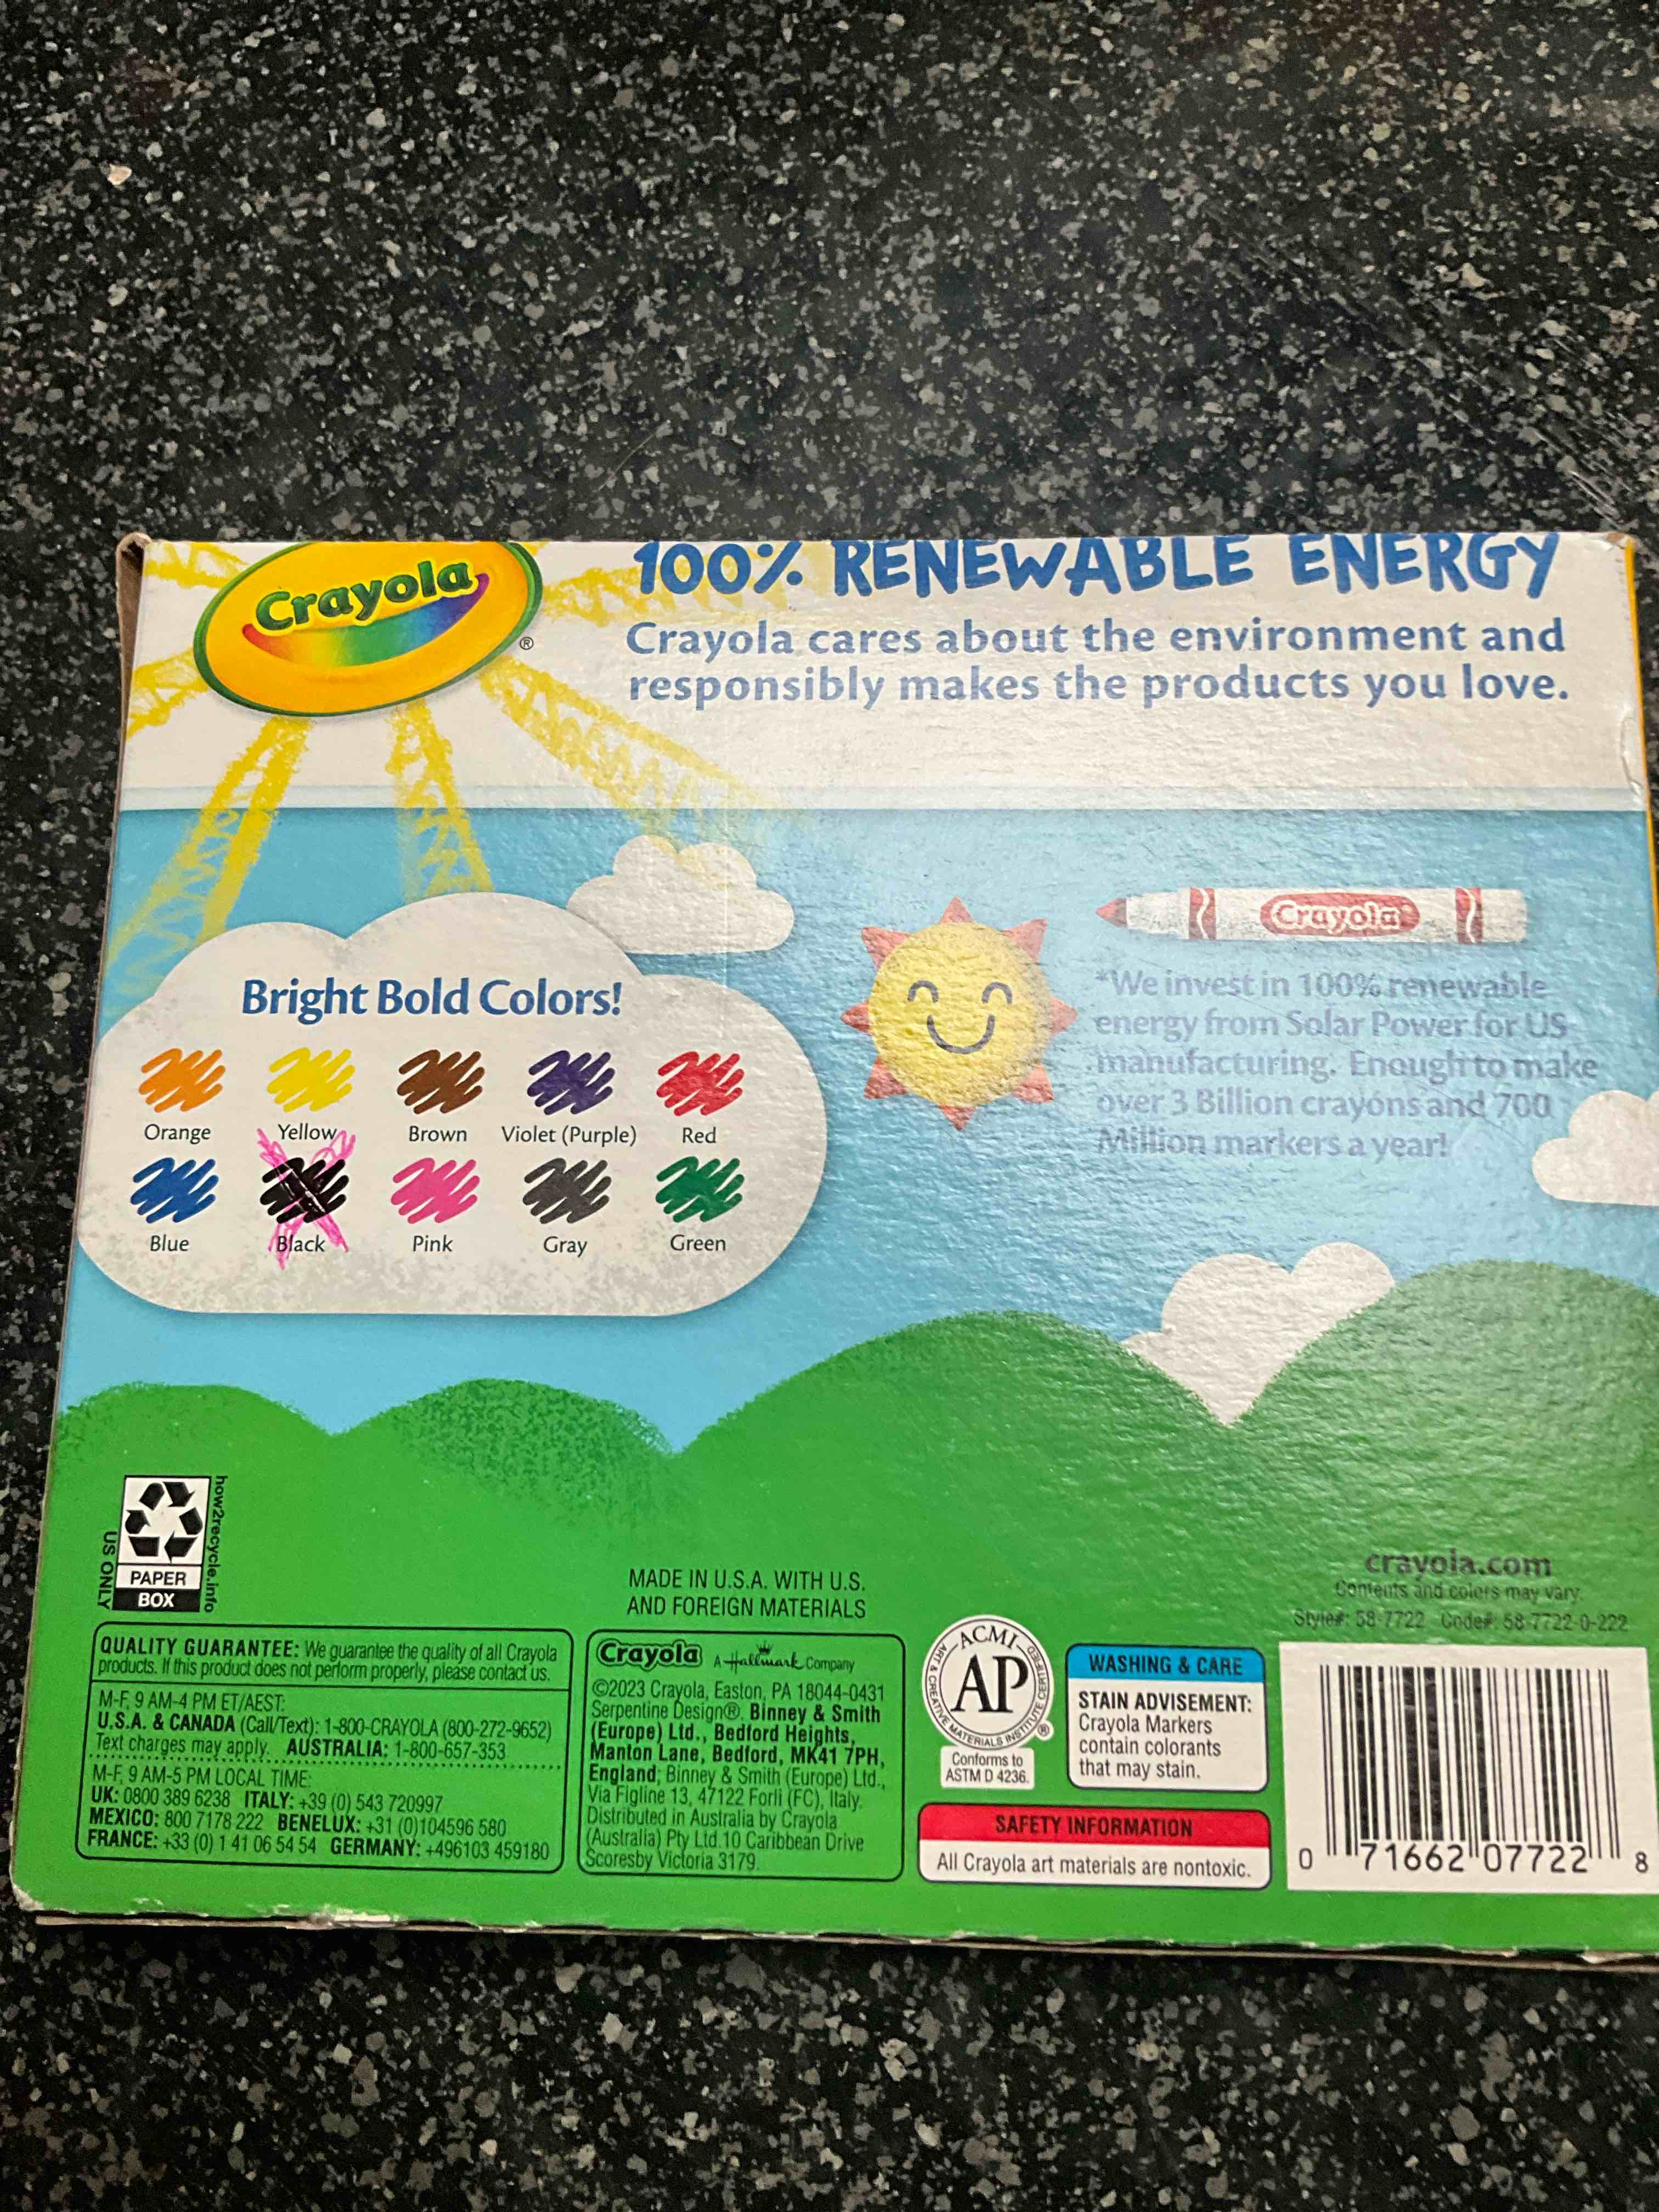 Crayola
®
100% RENEWABLE ENERGY
Crayola cares about the environment and
responsibly makes the products you love.
Crayola
*We invest in 100% renewable
energy from Solar Power for US
manufacturing. Enough to make
over 3 Billion crayons and 700
Million markers a year!
Bright Bold Colors!
Orange Yellow Brown Violet (Purple) Red
Blue Black Pink Gray Green
US ONLY
PAPER
BOX
how2recycle.info
MADE IN U.S.A. WITH U.S.
AND FOREIGN MATERIALS
crayola.com
Contents and colors may vary.
Style#: 58-7722 Code#: 58-7722-0-222
QUALITY GUARANTEE: We guarantee the quality of all Crayola
products. If this product does not perform properly, please contact us.
M-F, 9 AM-4 PM ET/AEST:
U.S.A. & CANADA (Call/Text): 1-800-CRAYOLA (800-272-9652)
Text charges may apply. AUSTRALIA: 1-800-657-353
M-F, 9 AM-5 PM LOCAL TIME:
UK: 0800 389 6238 ITALY: +39 (0) 543 720997
MEXICO: 800 7178 222 BENELUX: +31 (0)104596 580
FRANCE: +33 (0) 1 41 06 54 54 GERMANY: +496103 459180
Crayola A Hallmark Company
©2023 Crayola, Easton, PA 18044-0431
Serpentine Design®. Binney & Smith
(Europe) Ltd., Bedford Heights,
Manton Lane, Bedford, MK41 7PH,
England; Binney & Smith (Europe) Ltd.,
Via Figline 13, 47122 Forli (FC), Italy.
Distributed in Australia by Crayola
(Australia) Pty Ltd.10 Caribbean Drive
Scoresby Victoria 3179.
ACMI
AP
ART & CREATIVE MATERIALS INSTITUTE CERTIFIED
®
Conforms to
ASTM D 4236.
WASHING & CARE
STAIN ADVISEMENT:
Crayola Markers
contain colorants
that may stain.
SAFETY INFORMATION
All Crayola art materials are nontoxic.
0 71662 07722 8